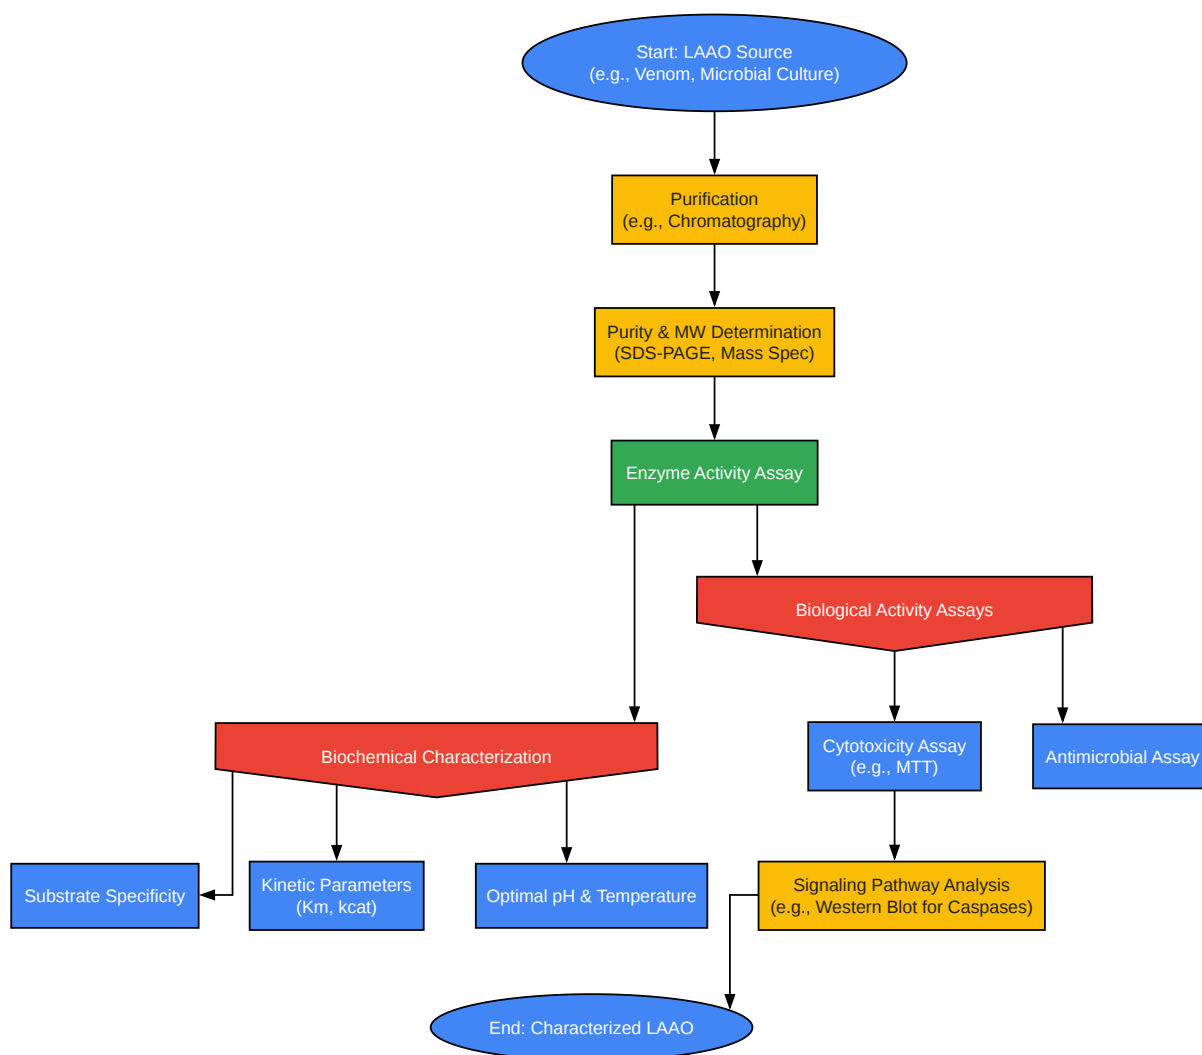 Start: LAAO Source
(e.g., Venom, Microbial Culture)
Purification
(e.g., Chromatography)
Purity & MW Determination
(SDS-PAGE, Mass Spec)
Enzyme Activity Assay
Biological Activity Assays
Biochemical Characterization
Cytotoxicity Assay
(e.g., MTT)
Antimicrobial Assay
Substrate Specificity
Kinetic Parameters
(Km, kcat)
Optimal pH & Temperature
Signaling Pathway Analysis
(e.g., Western Blot for Caspases)
End: Characterized LAAO